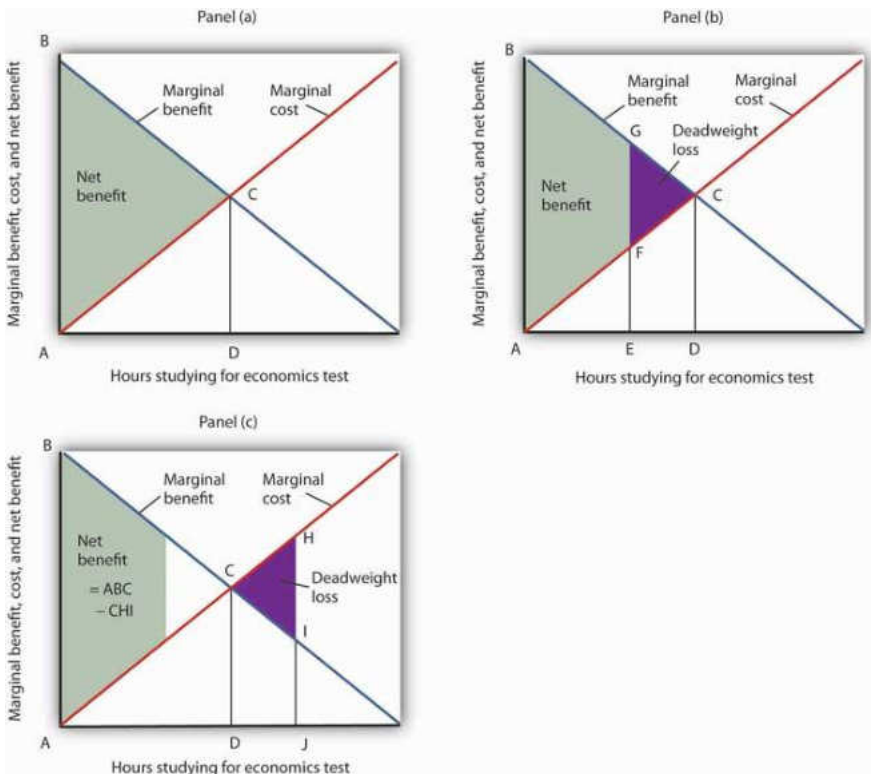 Panel (a)
B
Marginal benefit, cost, and net benefit
Marginal
benefit
Marginal
cost
Net
benefit
C
A
D
Hours studying for economics test
Panel (b)
B
Marginal benefit, cost, and net benefit
Marginal
benefit
Marginal
cost
G
Deadweight
loss
Net
benefit
C
F
A
E
D
Hours studying for economics test
Panel (c)
B
Marginal benefit, cost, and net benefit
Marginal
benefit
Marginal
cost
Net
benefit
= ABC
– CHI
H
C
Deadweight
loss
I
A
D
J
Hours studying for economics test